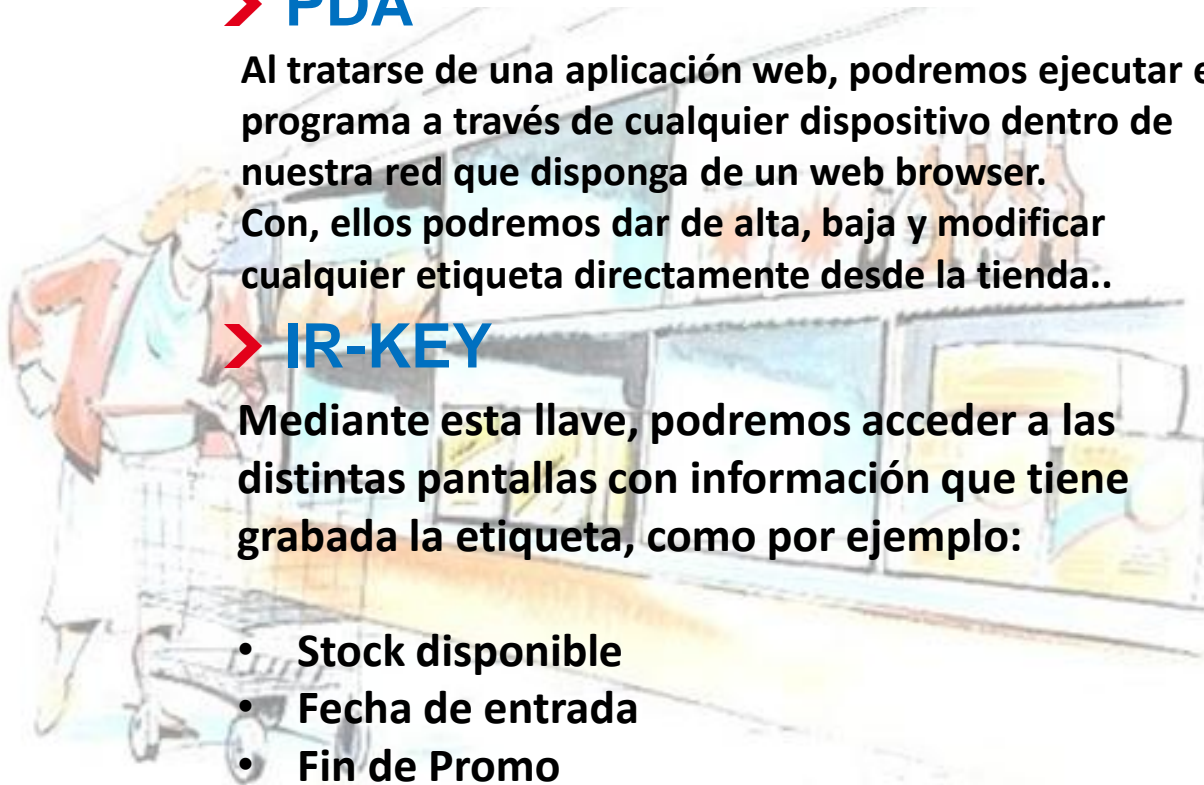 PDA
Al tratarse de una aplicación web, podremos ejecutar e
programa a través de cualquier dispositivo dentro de
nuestra red que disponga de un web browser.
Con, ellos podremos dar de alta, baja y modificar
cualquier etiqueta directamente desde la tienda..
IR-KEY
Mediante esta llave, podremos acceder a las
distintas pantallas con información que tiene
grabada la etiqueta, como por ejemplo:
• Stock disponible
• Fecha de entrada
• Fin de Promo